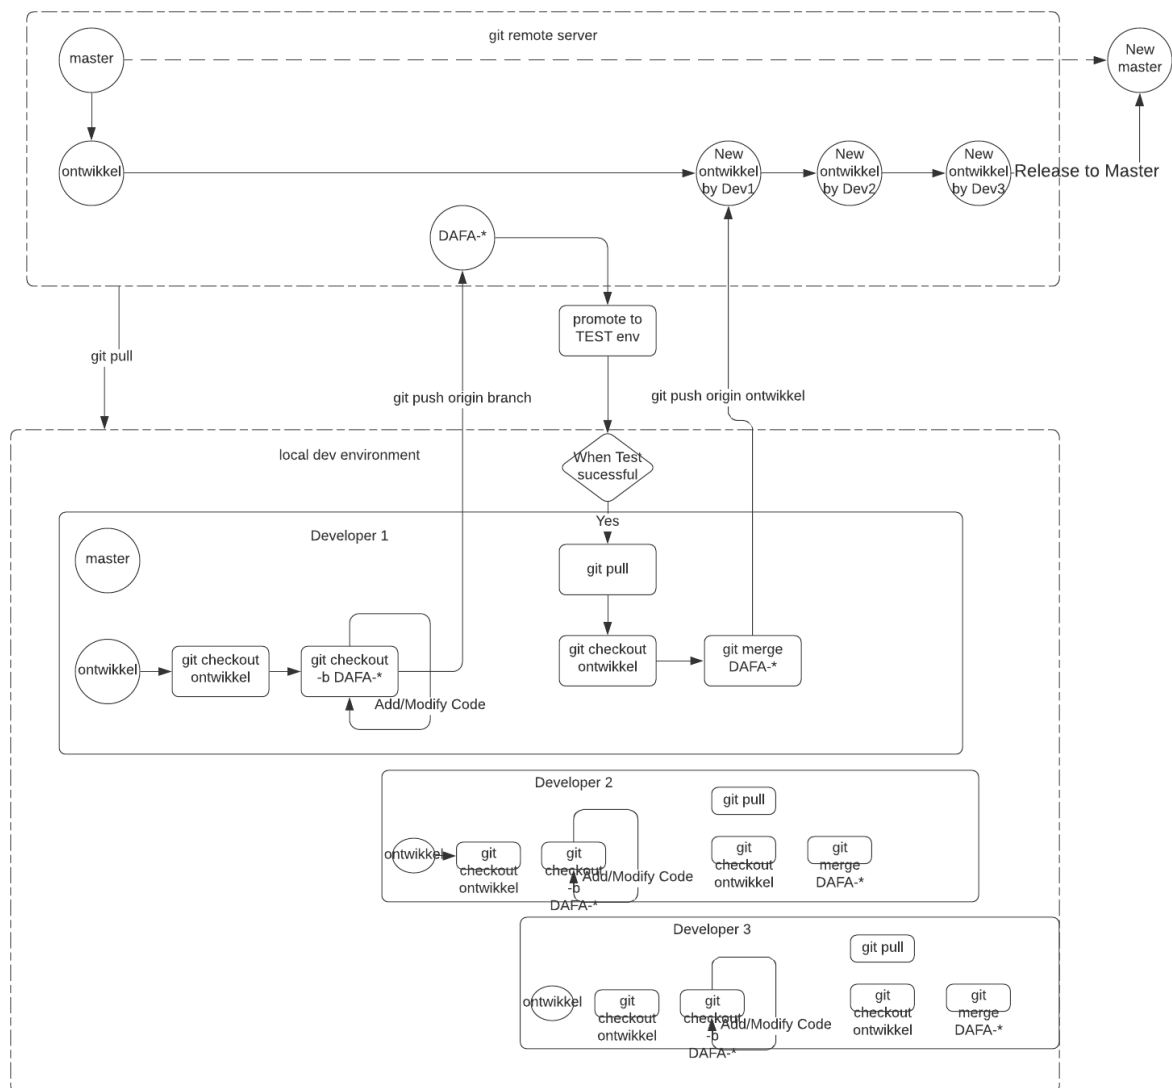 git remote server
master
New
master
ontwikkel
New
ontwikkel
by Dev1
New
ontwikkel
by Dev2
New
ontwikkel
by Dev3
Release to Master
DAFA-*
promote to
TEST env
git pull
git push origin branch
git push origin ontwikkel
local dev environment
When Test
sucessful
Yes
Developer 1
master
git pull
ontwikkel
git checkout
ontwikkel
git checkout
-b DAFA-*
Add/Modify Code
git checkout
ontwikkel
git merge
DAFA-*
Developer 2
git pull
ontwikkel
git
checkout
ontwikkel
git
checkout
-b
DAFA-*
Add/Modify Code
git
checkout
ontwikkel
git
merge
DAFA-*
Developer 3
git pull
ontwikkel
git
checkout
ontwikkel
git
checkout
-b
DAFA-*
Add/Modify Code
git
checkout
ontwikkel
git
merge
DAFA-*